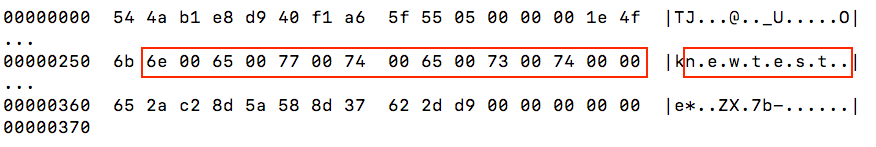 00000000  54 4a b1 e8 d9 40 f1 a6  5f 55 05 00 00 00 1e 4f  |TJ...@.._U.....O|
...
00000250  6b 6e 00 65 00 77 00 74  00 65 00 73 00 74 00 00  |kn.e.w.t.e.s.t..|
...
00000360  65 2a c2 8d 5a 58 8d 37  62 2d d9 00 00 00 00 00  |e*..ZX.7b-......|
00000370